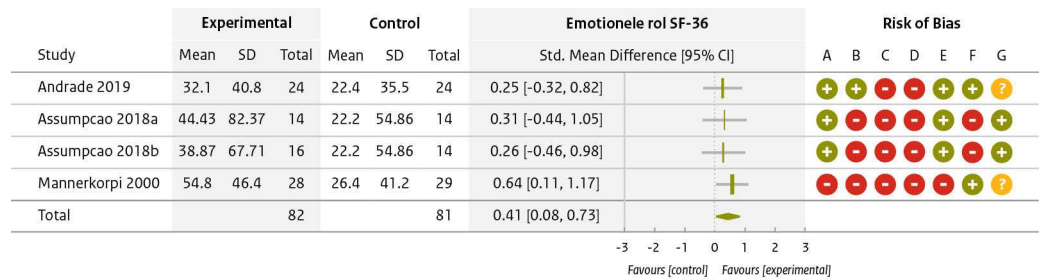 Experimental Control Emotionele rol SF-36 Risk of Bias
Study Mean SD Total Mean SD Total Std. Mean Difference [95% CI] A B C D E F G
Andrade 2019 32.1 40.8 24 22.4 35.5 24 0.25 [-0.32, 0.82] + + - - + + ?
Assumpcao 2018a 44.43 82.37 14 22.2 54.86 14 0.31 [-0.44, 1.05] + - - - + - +
Assumpcao 2018b 38.87 67.71 16 22.2 54.86 14 0.26 [-0.46, 0.98] + - - - + - +
Mannerkorpi 2000 54.8 46.4 28 26.4 41.2 29 0.64 [0.11, 1.17] - - - - - + ?
Total 82 81 0.41 [0.08, 0.73]
-3 -2 -1 0 1 2 3
Favours [control] Favours [experimental]